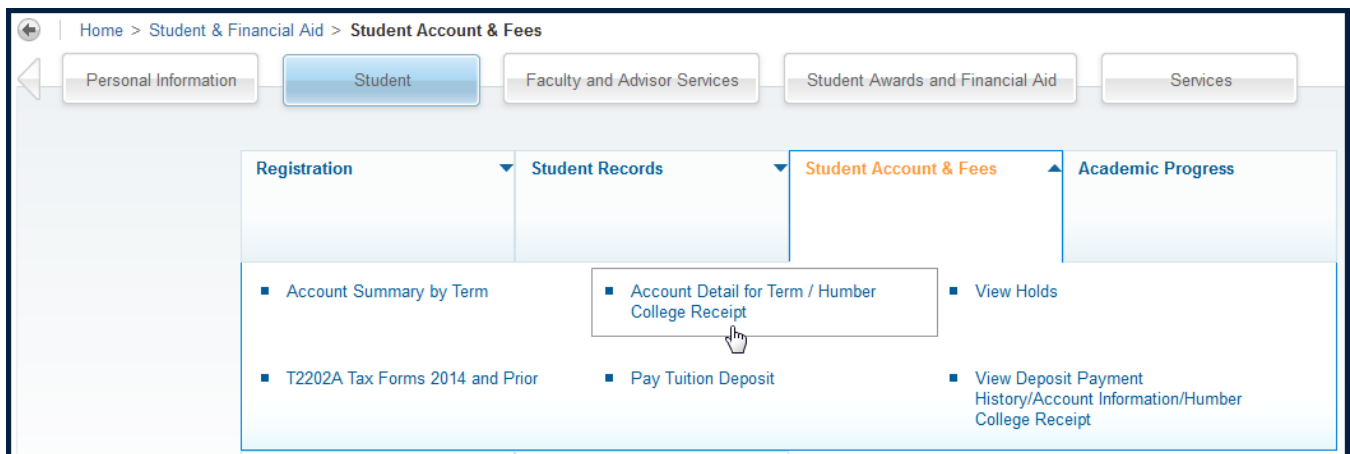 Home > Student & Financial Aid > Student Account & Fees
Personal Information
Student
Faculty and Advisor Services
Student Awards and Financial Aid
Services
Registration
Student Records
Student Account & Fees
Academic Progress
Account Summary by Term
Account Detail for Term / Humber
College Receipt
View Holds
T2202A Tax Forms 2014 and Prior
Pay Tuition Deposit
View Deposit Payment
History/Account Information/Humber
College Receipt